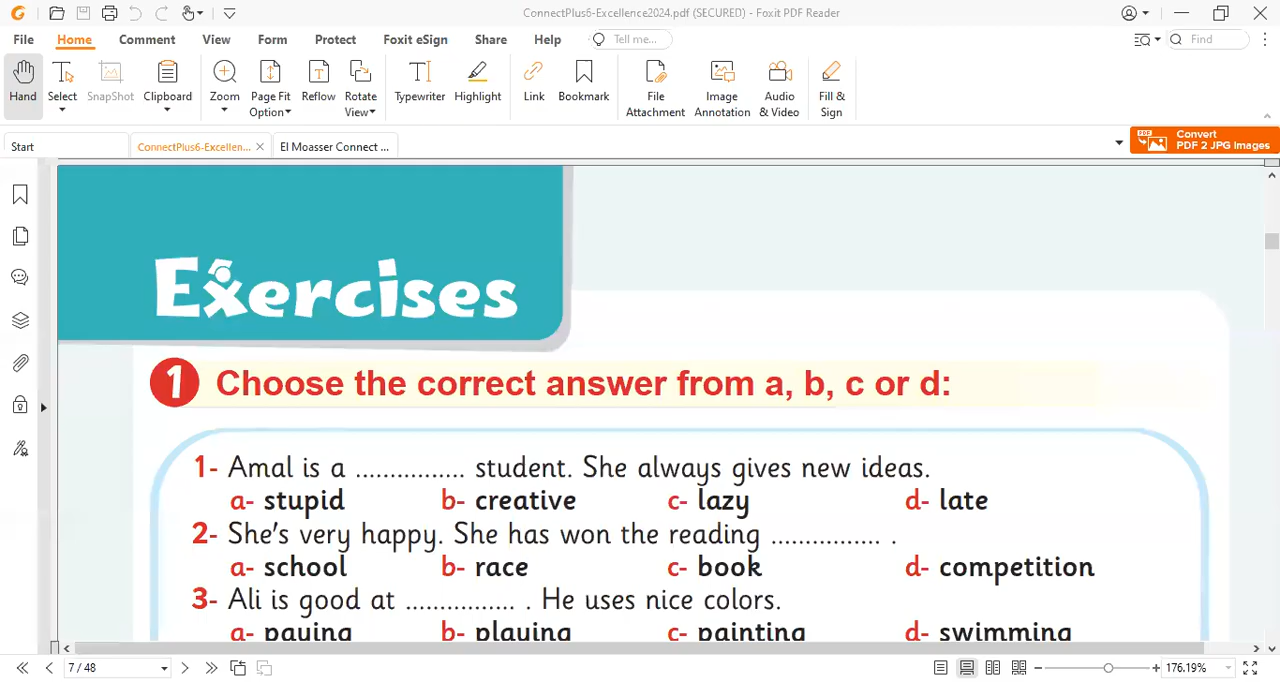 ConnectPlus6-Excellence2024.pdf (SECURED) - Foxit PDF Reader
File Home Comment View Form Protect Foxit eSign Share Help Tell me... Find
Hand Select SnapShot Clipboard Zoom Page Fit Option Reflow Rotate View Typewriter Highlight Link Bookmark File Attachment Image Annotation Audio & Video Fill & Sign
Start ConnectPlus6-Excellen... El Moasser Connect ...
Convert
PDF 2 JPG Images
Exercises
1 Choose the correct answer from a, b, c or d:
1- Amal is a ................ student. She always gives new ideas.
a- stupid b- creative c- lazy d- late
2- She's very happy. She has won the reading ................ .
a- school b- race c- book d- competition
3- Ali is good at ................ . He uses nice colors.
a- paying b- playing c- painting d- swimming
7 / 48 176.19%